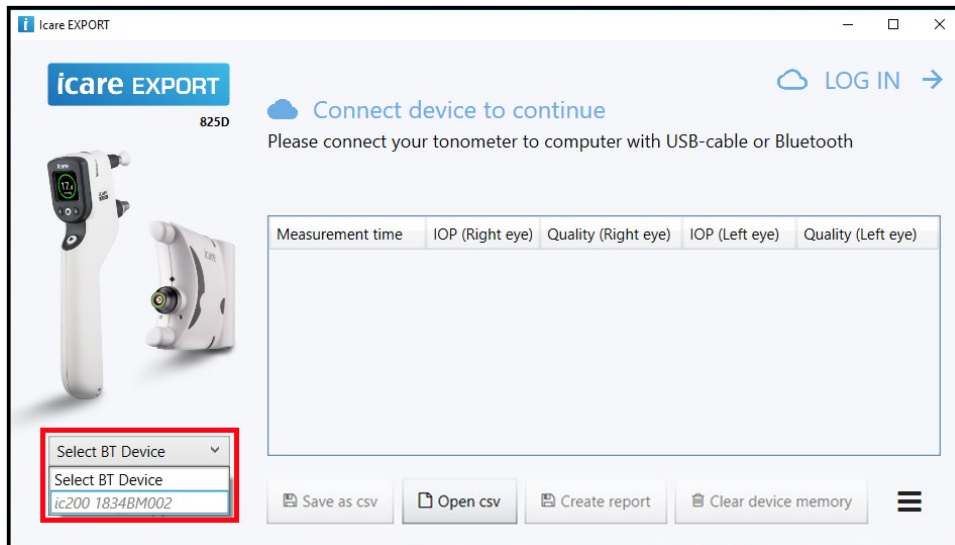 Icare EXPORT
icare EXPORT
825D
LOG IN
Connect device to continue
Please connect your tonometer to computer with USB-cable or Bluetooth
Measurement time IOP (Right eye) Quality (Right eye) IOP (Left eye) Quality (Left eye)
Select BT Device
Select BT Device
ic200 1834BM002
Save as csv Open csv Create report Clear device memory